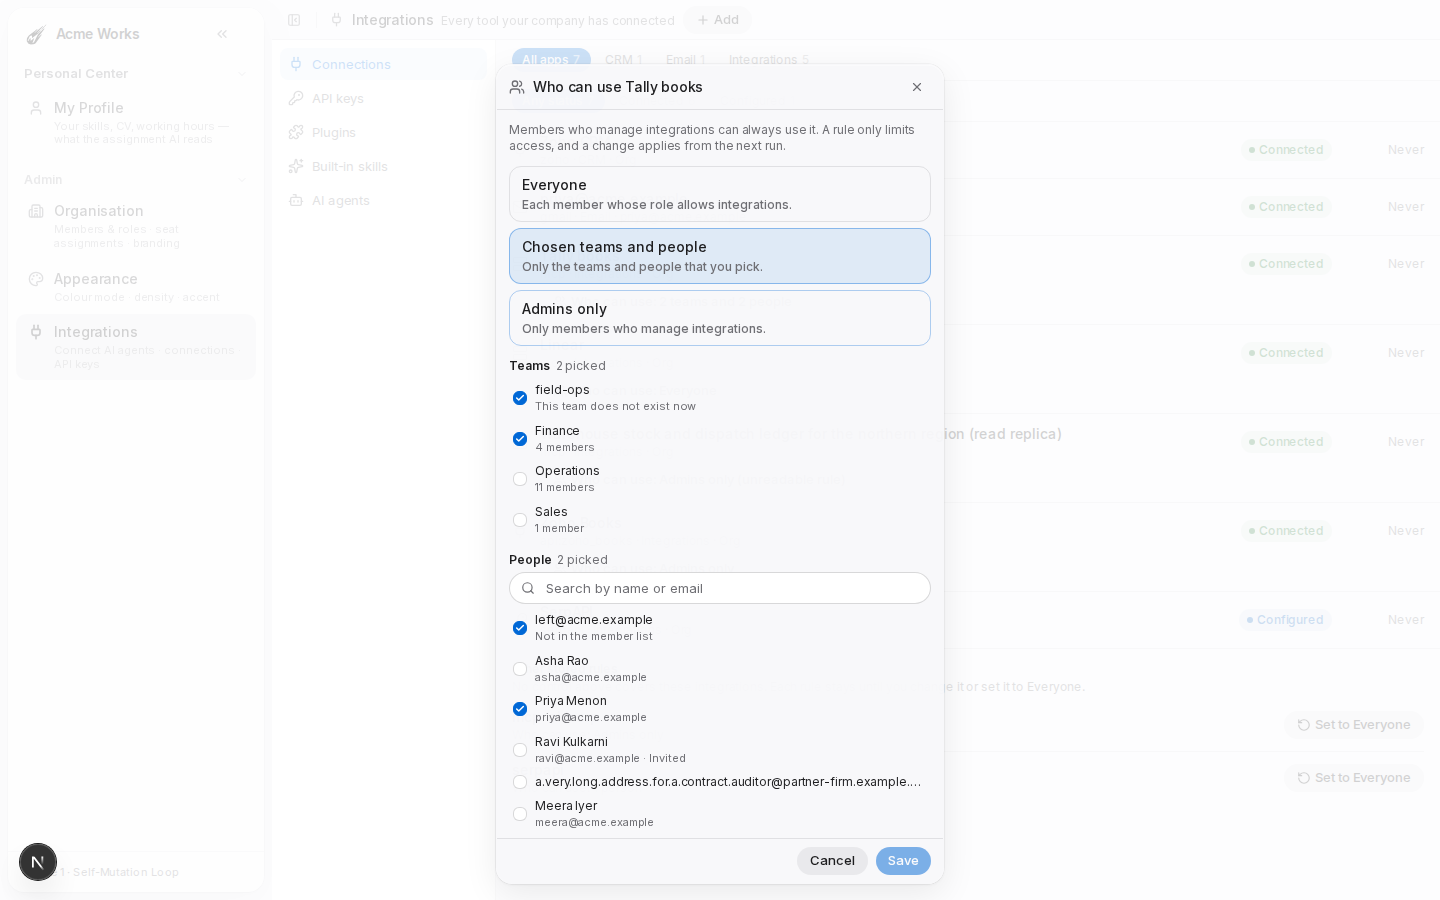 Acme Works
Personal Center
My Profile
Your skills, CV, working hours —
what the assignment AI reads
Admin
Organisation
Members & roles · seat
assignments · branding
Appearance
Colour mode · density · accent
Integrations
Connect AI agents · connections ·
API keys
1 · Self-Mutation Loop
N
Integrations Every tool your company has connected + Add
Connections
API keys
Plugins
Built-in skills
AI agents
All apps 7 CRM 1 Email 1 Integrations 5
Who can use Tally books
Members who manage integrations can always use it. A rule only limits
access, and a change applies from the next run.
Everyone
Each member whose role allows integrations.
Chosen teams and people
Only the teams and people that you pick.
Admins only
Only members who manage integrations.
Teams 2 picked
field-ops
This team does not exist now
Finance
4 members
Operations
11 members
Sales
1 member
People 2 picked
Search by name or email
left@acme.example
Not in the member list
Asha Rao
asha@acme.example
Priya Menon
priya@acme.example
Ravi Kulkarni
ravi@acme.example · Invited
a.very.long.address.for.a.contract.auditor@partner-firm.example.…
Meera Iyer
meera@acme.example
Cancel Save
Connected Never
Connected Never
Connected Never
Connected Never
(read replica)
Connected Never
Connected Never
Configured Never
it or set it to Everyone.
Set to Everyone
Set to Everyone